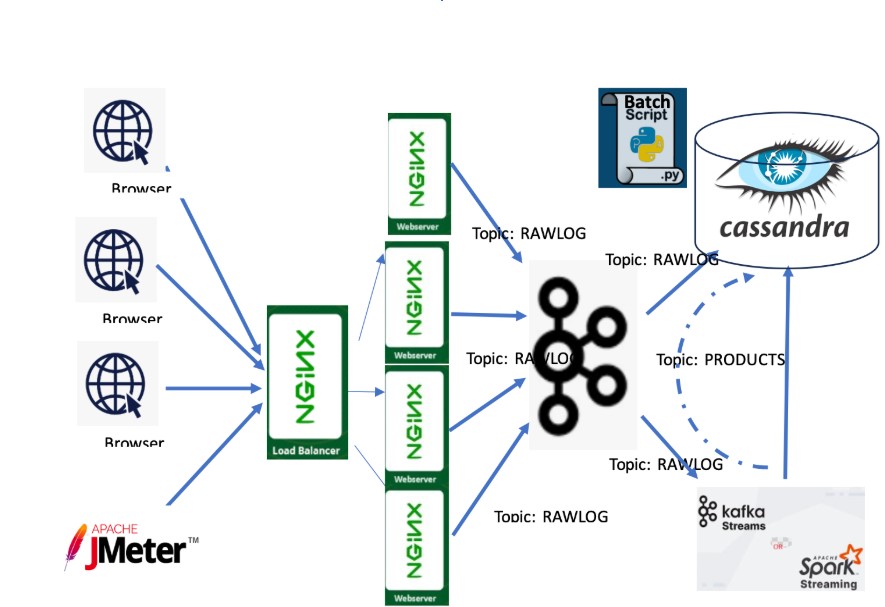 Browser
Browser
Browser
APACHE
JMeter™
NGINX
Load Balancer
NGINX
Webserver
NGINX
Webserver
NGINX
Webserver
NGINX
Webserver
Topic: RAWLOG
Topic: RAWLOG
Topic: RAWLOG
Batch
Script
.py
cassandra
Topic: RAWLOG
Topic: PRODUCTS
Topic: RAWLOG
kafka
Streams
Off
APACHE
Spark
Streaming